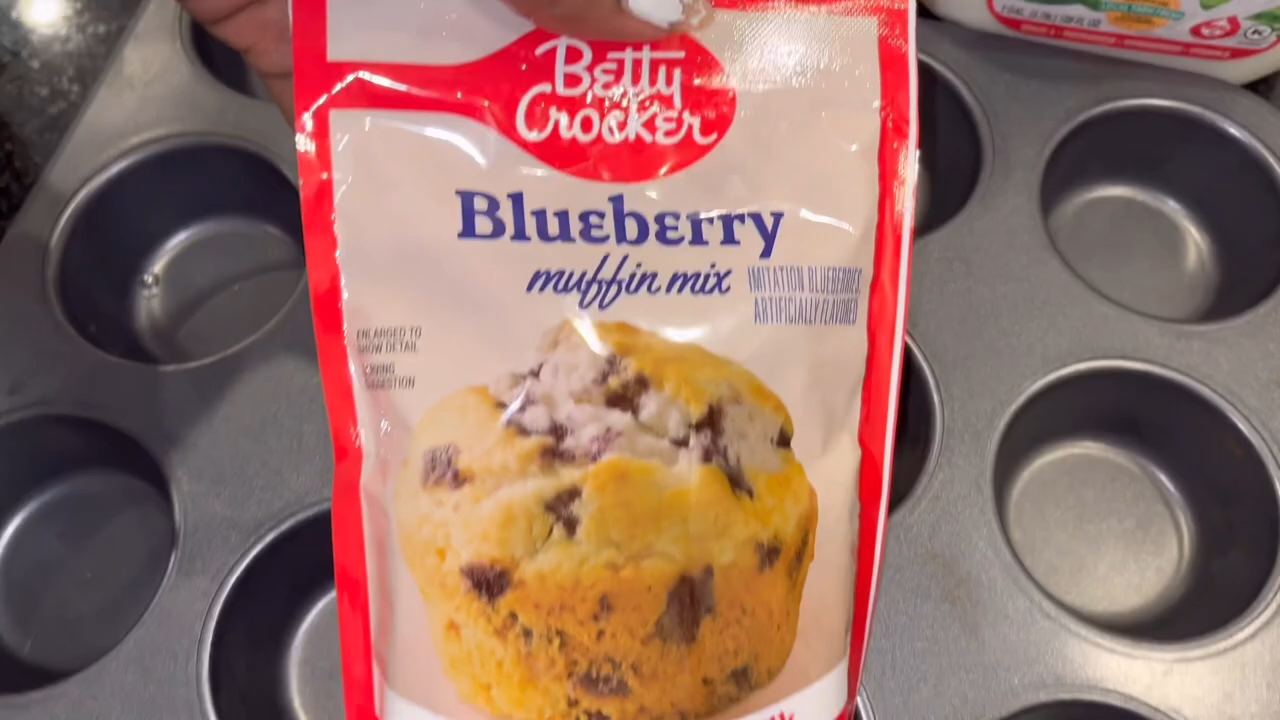 Betty
Crocker
Blueberry
muffin mix
IMITATION BLUEBERRIES
ARTIFICIALLY FLAVORED
ENLARGED TO
SHOW DETAIL